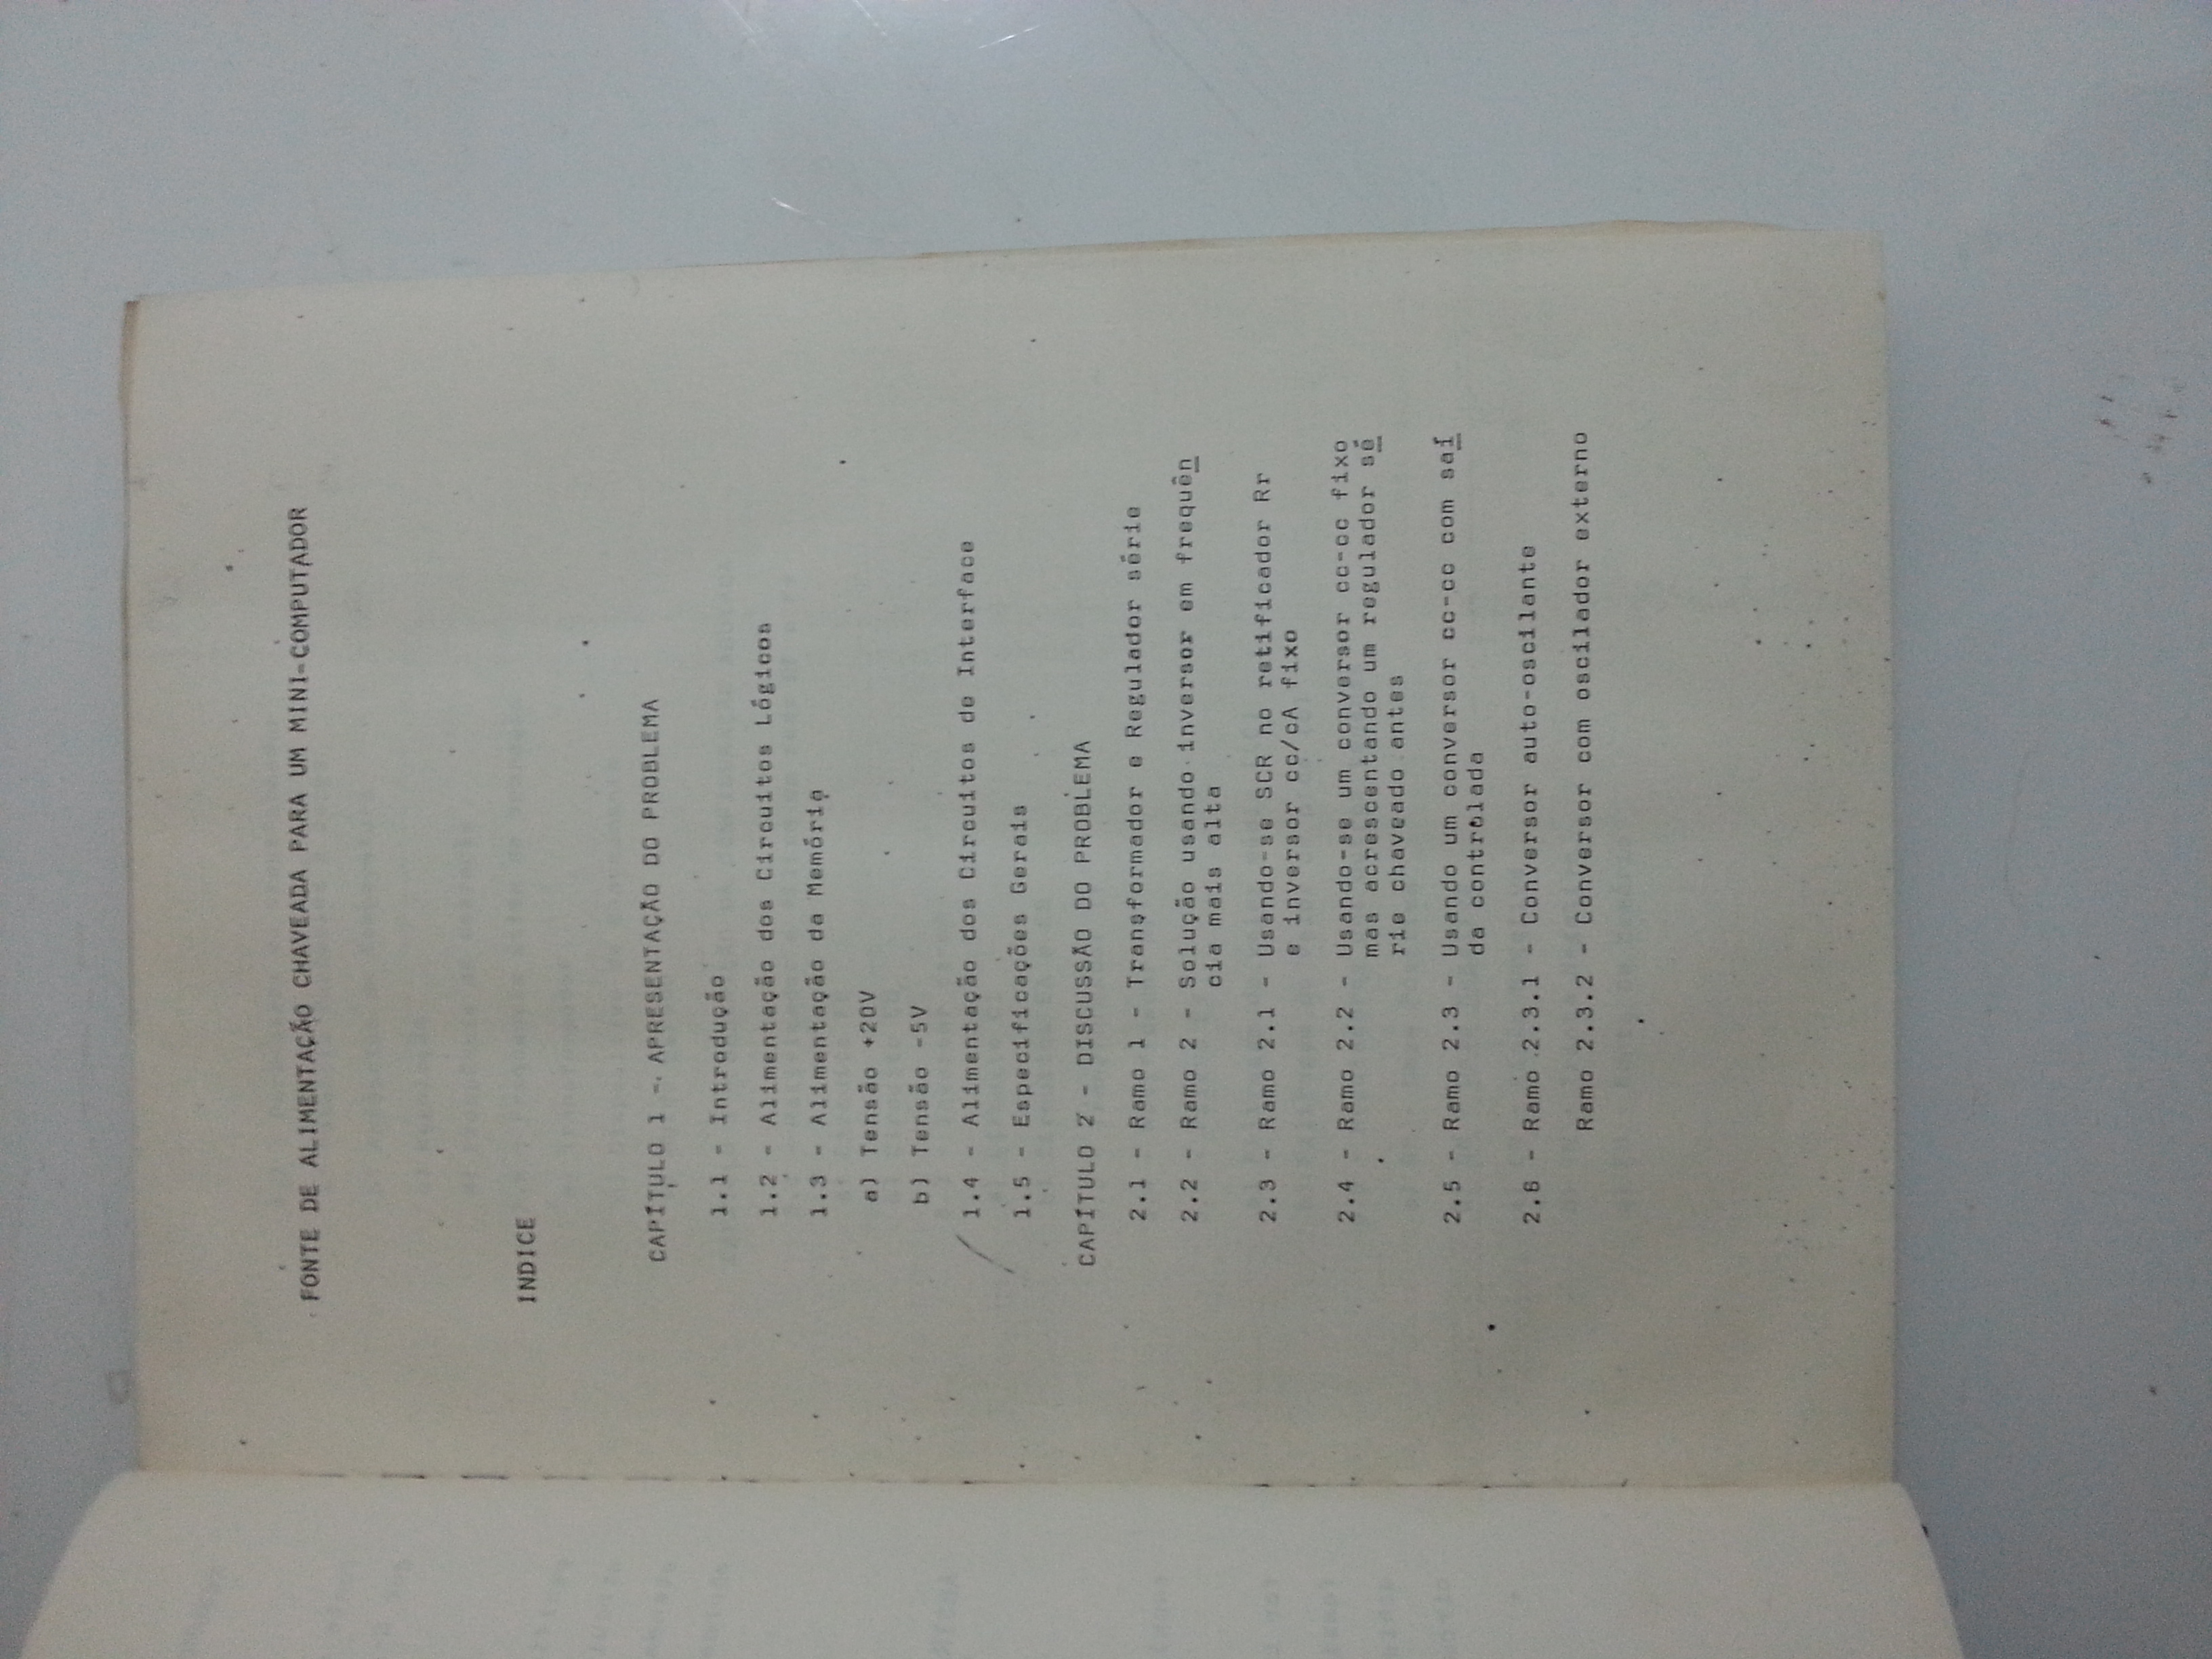 FONTE DE ALIMENTAÇÃO CHAVEADA PARA UM MINI-COMPUTADOR
INDICE
CAPÍTULO 1 - APRESENTAÇÃO DO PROBLEMA
1.1 - Introdução
1.2 - Alimentação dos Circuitos Lógicos
1.3 - Alimentação da Memória
a) Tensão +20V
b) Tensão -5V
1.4 - Alimentação dos Circuitos de Interface
1.5 - Especificações Gerais
CAPÍTULO 2 - DISCUSSÃO DO PROBLEMA
2.1 - Ramo 1 - Transformador e Regulador série
2.2 - Ramo 2 - Solução usando inversor em frequên
cia mais alta
2.3 - Ramo 2.1 - Usando-se SCR no retificador Rr
e inversor cc/cA fixo
2.4 - Ramo 2.2 - Usando-se um conversor cc-cc fixo
mas acrescentando um regulador sé
rie chaveado antes
2.5 - Ramo 2.3 - Usando um conversor cc-cc com saí
da controlada
2.6 - Ramo 2.3.1 - Conversor auto-oscilante
Ramo 2.3.2 - Conversor com oscilador externo